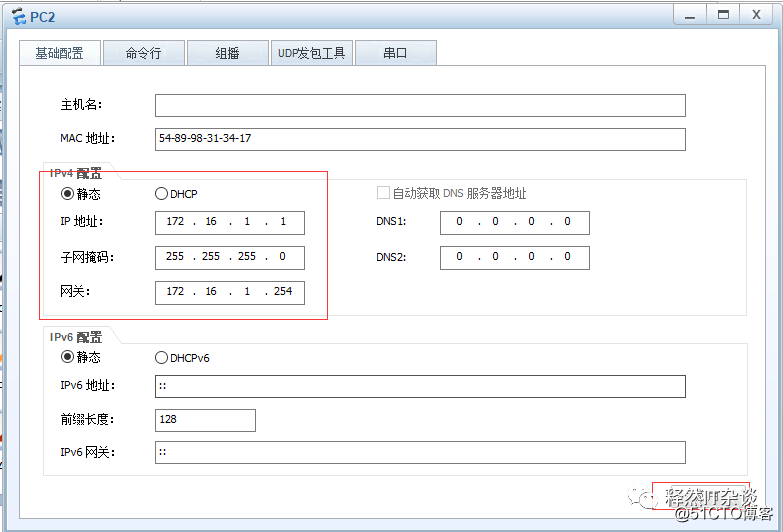 PC2
基础配置 命令行 组播 UDP发包工具 串口
主机名：
MAC 地址： 54-89-98-31-34-17
IPv4 配置
静态 DHCP 自动获取 DNS 服务器地址
IP 地址： 172 . 16 . 1 . 1 DNS1: 0 . 0 . 0 . 0
子网掩码： 255 . 255 . 255 . 0 DNS2: 0 . 0 . 0 . 0
网关： 172 . 16 . 1 . 254
IPv6 配置
静态 DHCPv6
IPv6 地址： ::
前缀长度： 128
IPv6 网关： ::
释然IT杂谈
@51CTO博客